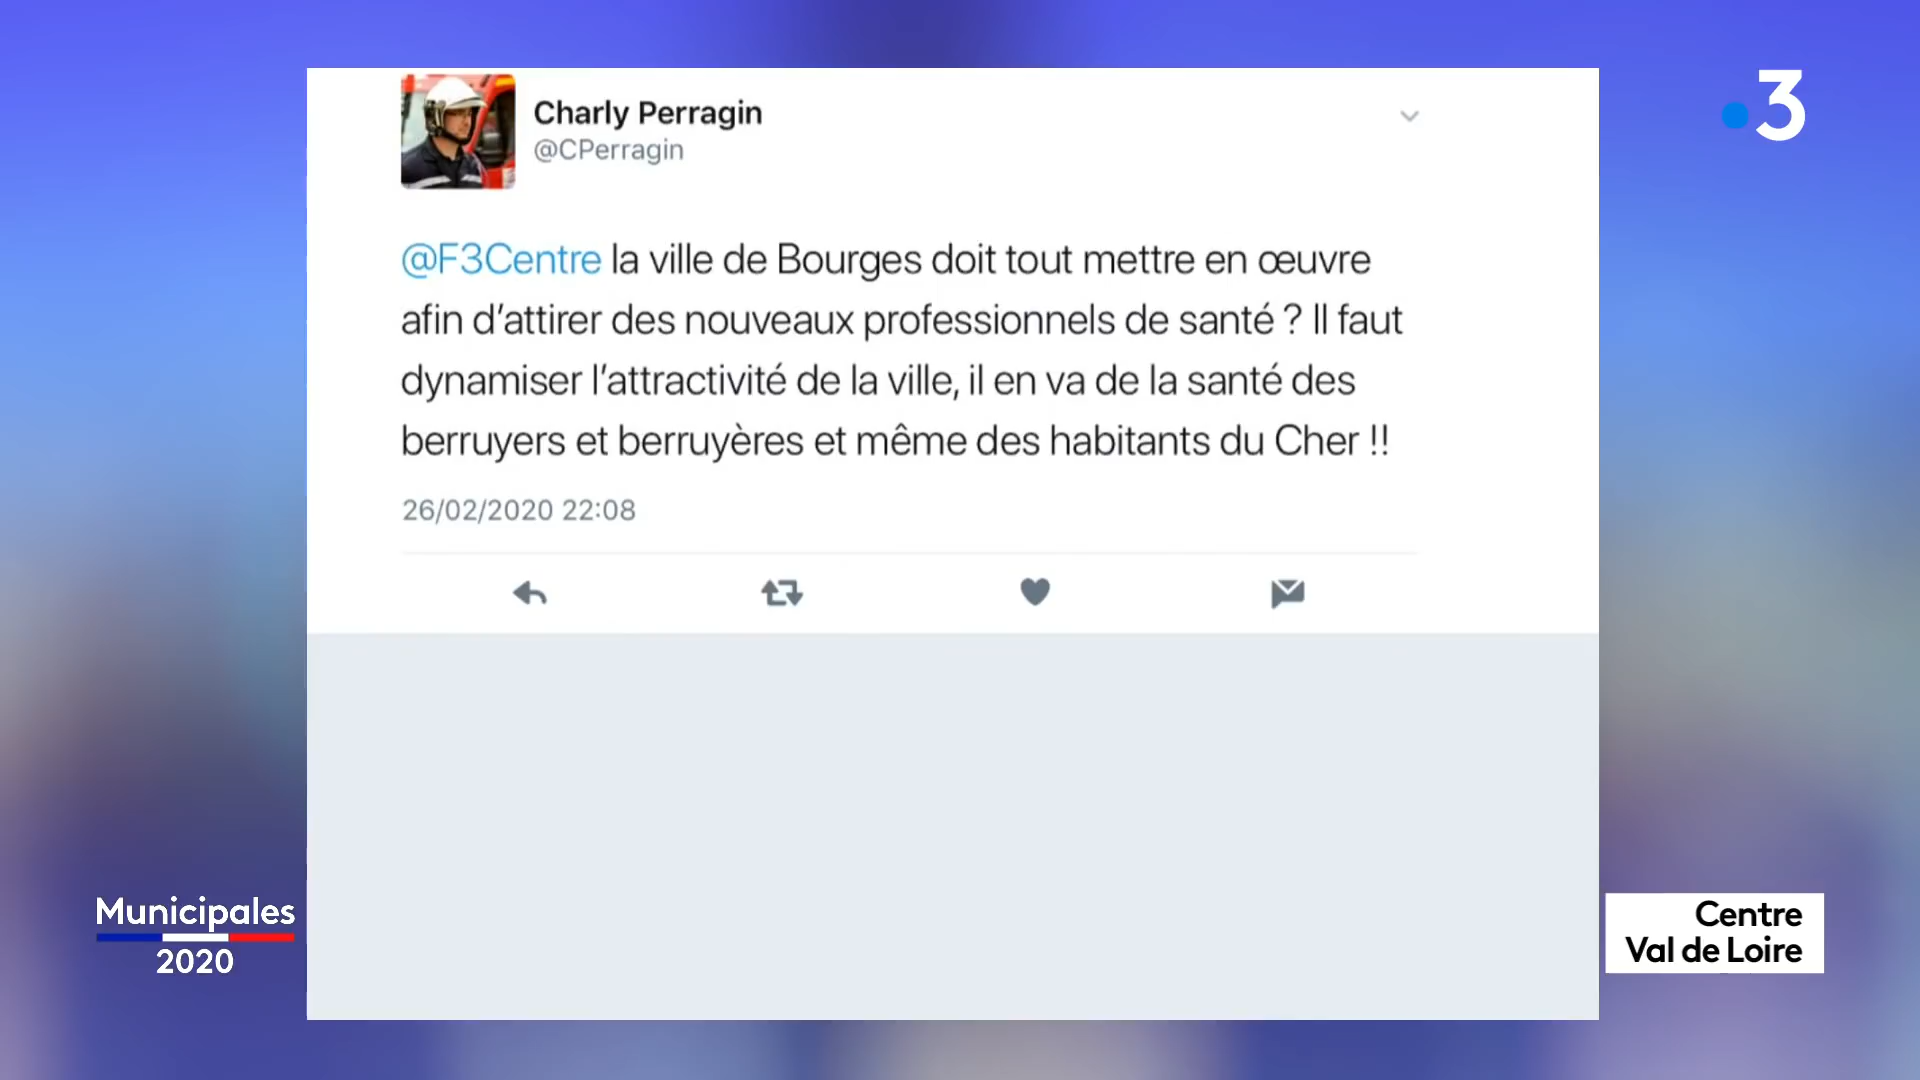 Charly Perragin
@CPerragin
3
@F3Centre la ville de Bourges doit tout mettre en œuvre
afin d’attirer des nouveaux professionnels de santé ? Il faut
dynamiser l’attractivité de la ville, il en va de la santé des
berruyers et berruyères et même des habitants du Cher !!
26/02/2020 22:08
Municipales
2020
Centre
Val de Loire